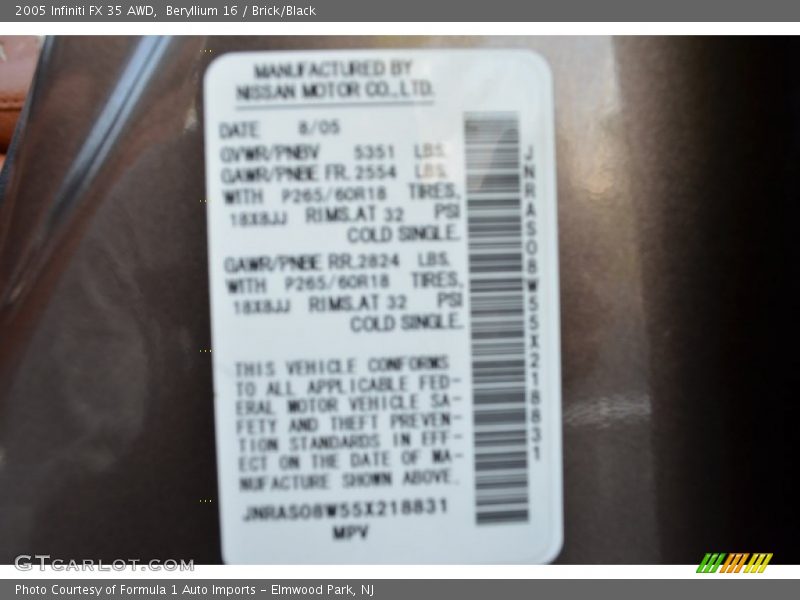 2005 Infiniti FX 35 AWD,  Beryllium 16 / Brick/Black
MANUFACTURED BY
NISSAN MOTOR CO., LTD.
DATE 8/05
GVWR/PNBV 5351 LBS.
GAWR/PNBE FR. 2554 LBS.
WITH P265/60R18 TIRES,
18X8JJ RIMS, AT 32 PSI
COLD SINGLE.
GAWR/PNBE RR. 2824 LBS.
WITH P265/60R18 TIRES,
18X8JJ RIMS, AT 32 PSI
COLD SINGLE.
THIS VEHICLE CONFORMS
TO ALL APPLICABLE FED-
ERAL MOTOR VEHICLE SA-
FETY AND THEFT PREVEN-
TION STANDARDS IN EFF-
ECT ON THE DATE OF MA-
NUFACTURE SHOWN ABOVE.
JNRAS08W55X218831
MPV
JNRAS08W55X218831
GTCARLOT.COM
Photo Courtesy of Formula 1 Auto Imports - Elmwood Park, NJ